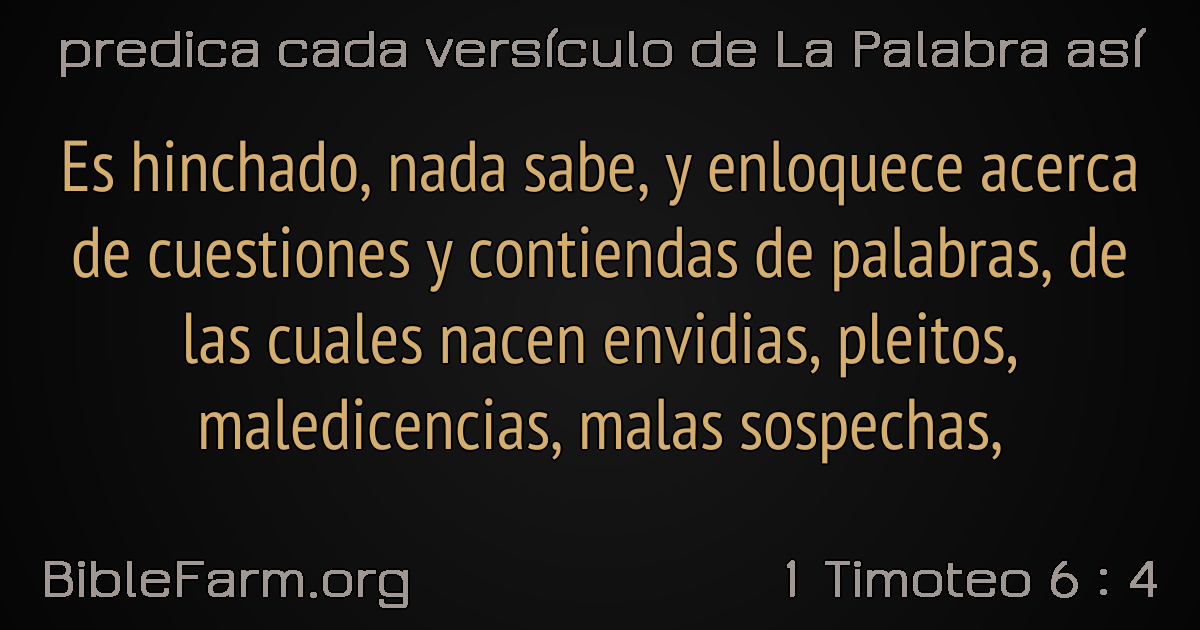 predica cada versículo de La Palabra así
Es hinchado, nada sabe, y enloquece acerca
de cuestiones y contiendas de palabras, de
las cuales nacen envidias, pleitos,
maledicencias, malas sospechas,
BibleFarm.org
1 Timoteo 6 : 4